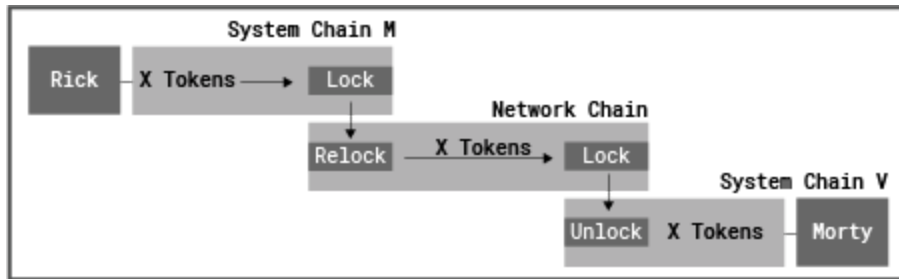 System Chain M
Rick X Tokens Lock
Network Chain
Relock X Tokens Lock
System Chain V
Unlock X Tokens Morty